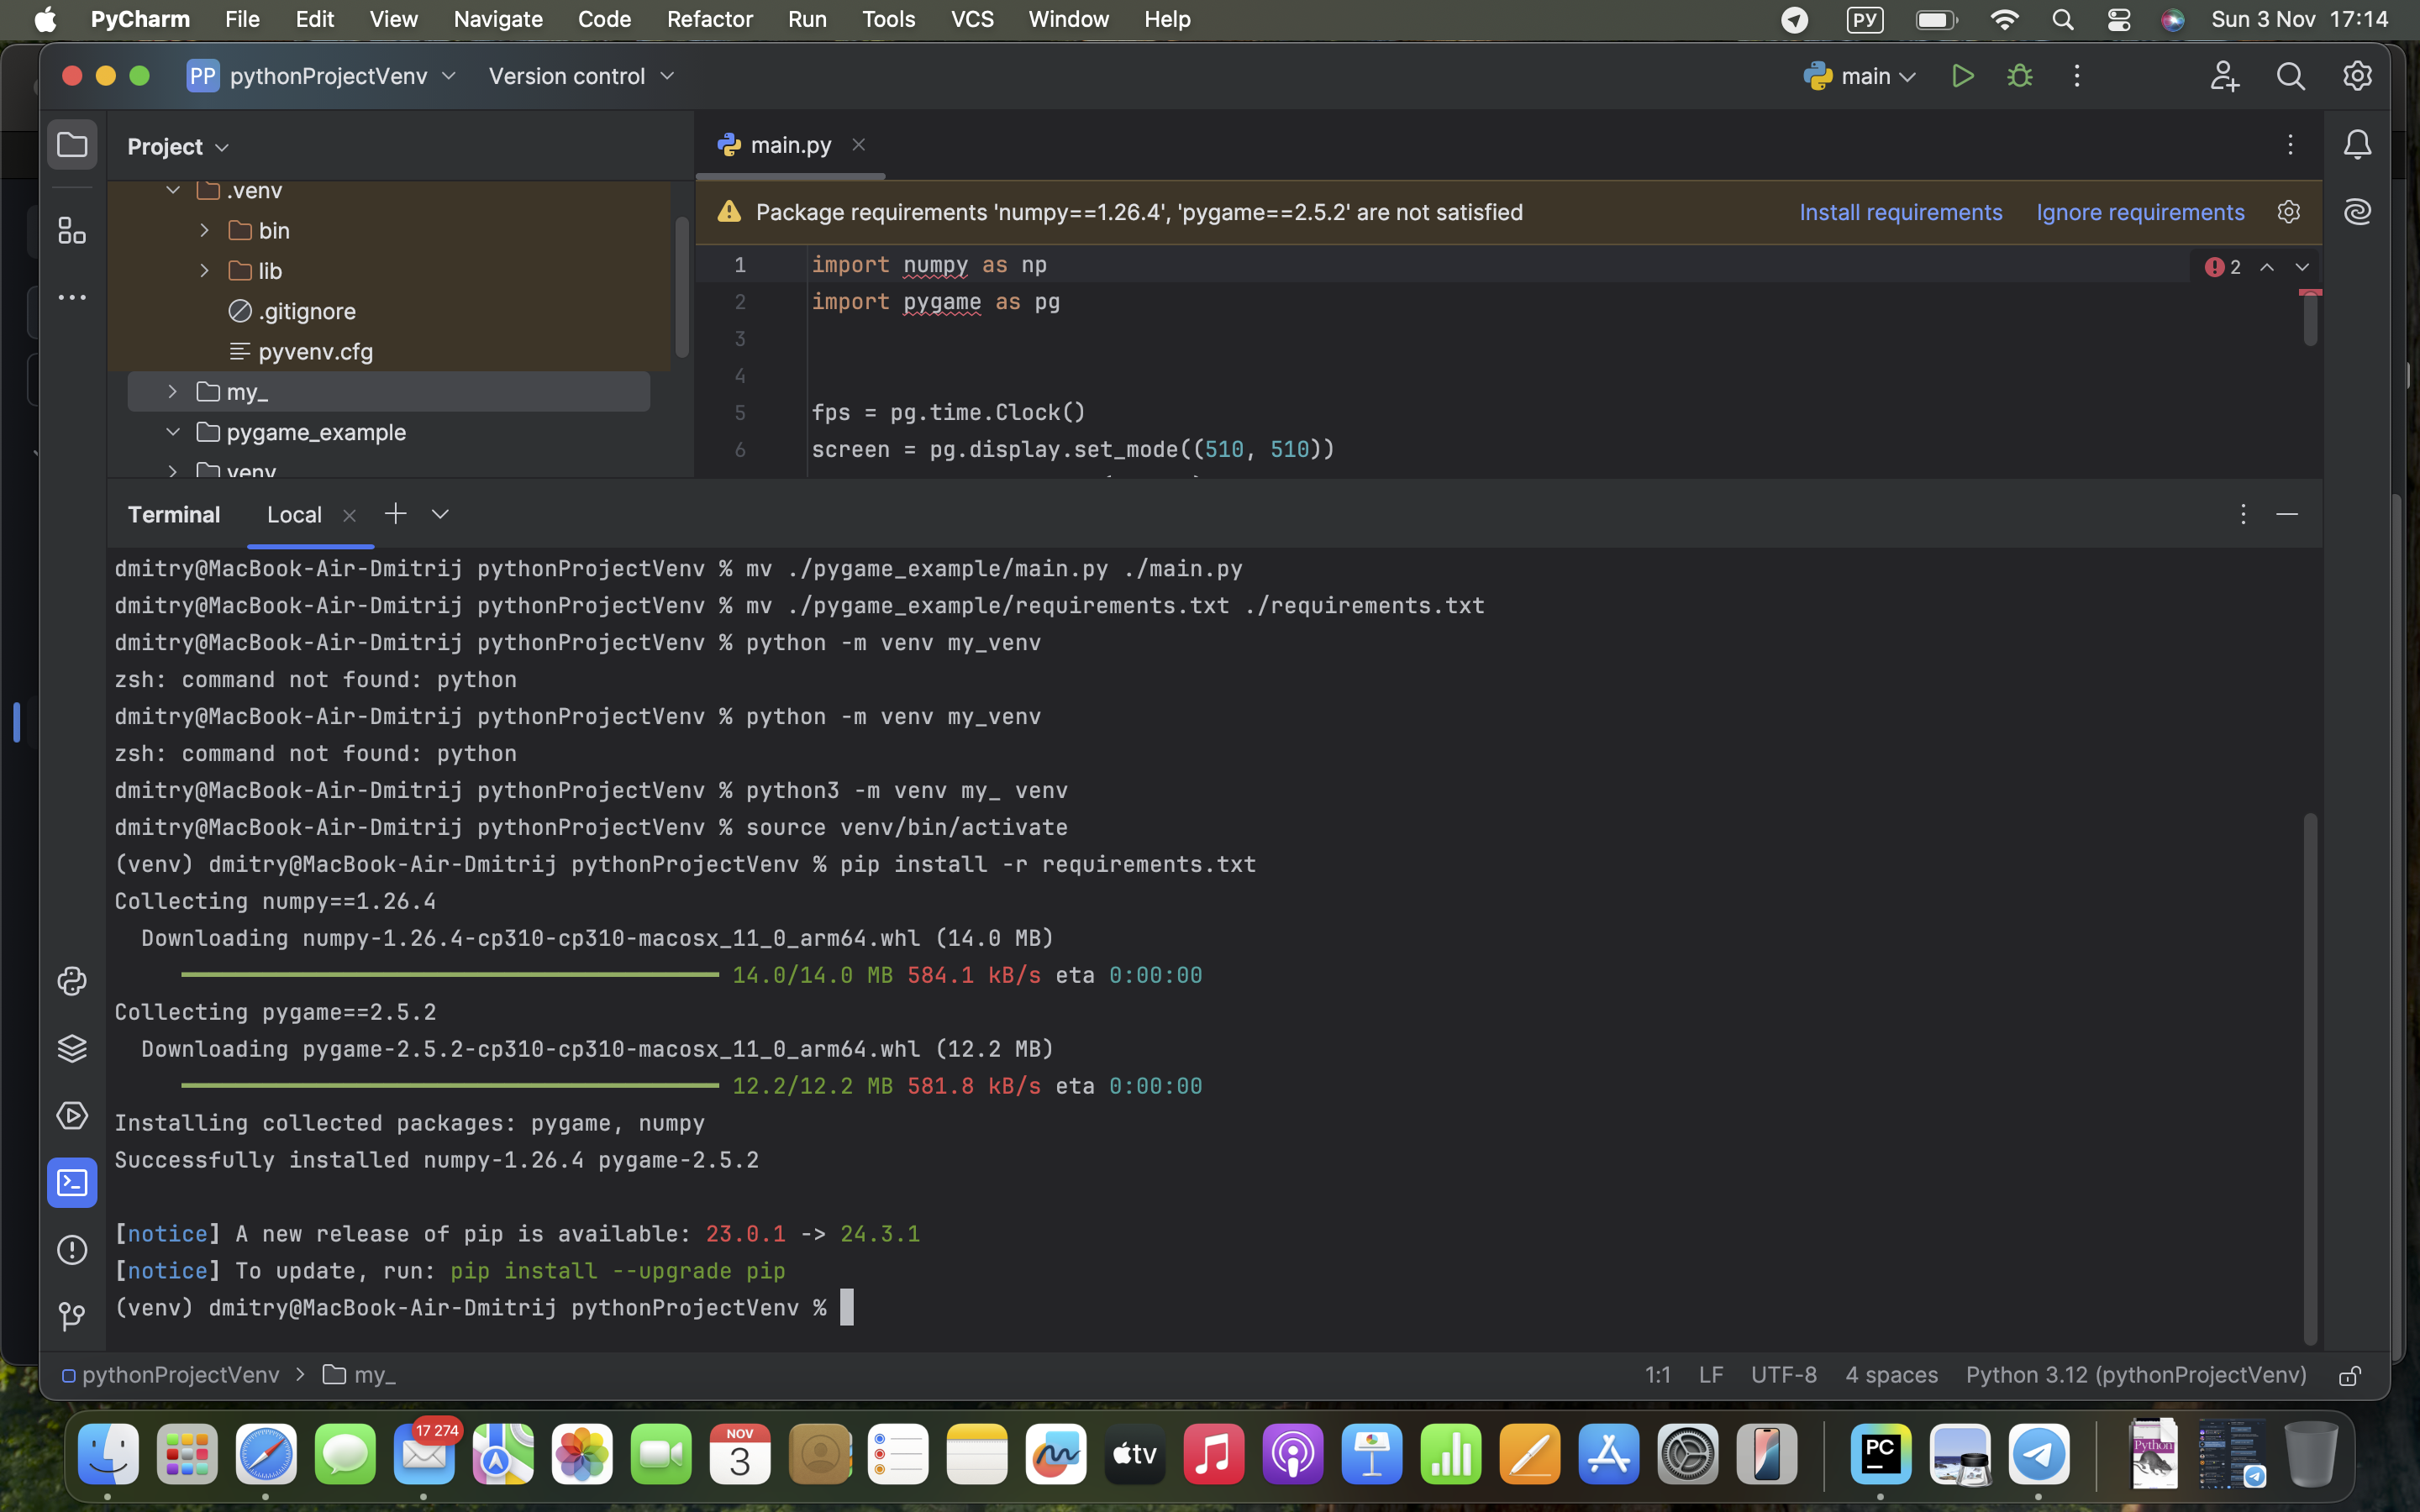 PyCharm File Edit View Navigate Code Refactor Run Tools VCS Window Help РУ Sun 3 Nov 17:14
PP pythonProjectVenv Version control main
Project
main.py
.venv
bin
lib
.gitignore
pyvenv.cfg
my_
pygame_example
venv
Package requirements 'numpy==1.26.4', 'pygame==2.5.2' are not satisfied Install requirements Ignore requirements
1 import numpy as np 2
2 import pygame as pg
3
4
5 fps = pg.time.Clock()
6 screen = pg.display.set_mode((510, 510))
Terminal Local
dmitry@MacBook-Air-Dmitrij pythonProjectVenv % mv ./pygame_example/main.py ./main.py
dmitry@MacBook-Air-Dmitrij pythonProjectVenv % mv ./pygame_example/requirements.txt ./requirements.txt
dmitry@MacBook-Air-Dmitrij pythonProjectVenv % python -m venv my_venv
zsh: command not found: python
dmitry@MacBook-Air-Dmitrij pythonProjectVenv % python -m venv my_venv
zsh: command not found: python
dmitry@MacBook-Air-Dmitrij pythonProjectVenv % python3 -m venv my_ venv
dmitry@MacBook-Air-Dmitrij pythonProjectVenv % source venv/bin/activate
(venv) dmitry@MacBook-Air-Dmitrij pythonProjectVenv % pip install -r requirements.txt
Collecting numpy==1.26.4
Downloading numpy-1.26.4-cp310-cp310-macosx_11_0_arm64.whl (14.0 MB)
14.0/14.0 MB 584.1 kB/s eta 0:00:00
Collecting pygame==2.5.2
Downloading pygame-2.5.2-cp310-cp310-macosx_11_0_arm64.whl (12.2 MB)
12.2/12.2 MB 581.8 kB/s eta 0:00:00
Installing collected packages: pygame, numpy
Successfully installed numpy-1.26.4 pygame-2.5.2
[notice] A new release of pip is available: 23.0.1 -> 24.3.1
[notice] To update, run: pip install --upgrade pip
(venv) dmitry@MacBook-Air-Dmitrij pythonProjectVenv %
pythonProjectVenv > my_ 1:1 LF UTF-8 4 spaces Python 3.12 (pythonProjectVenv)
17 274
NOV
3
tv
PC
Python